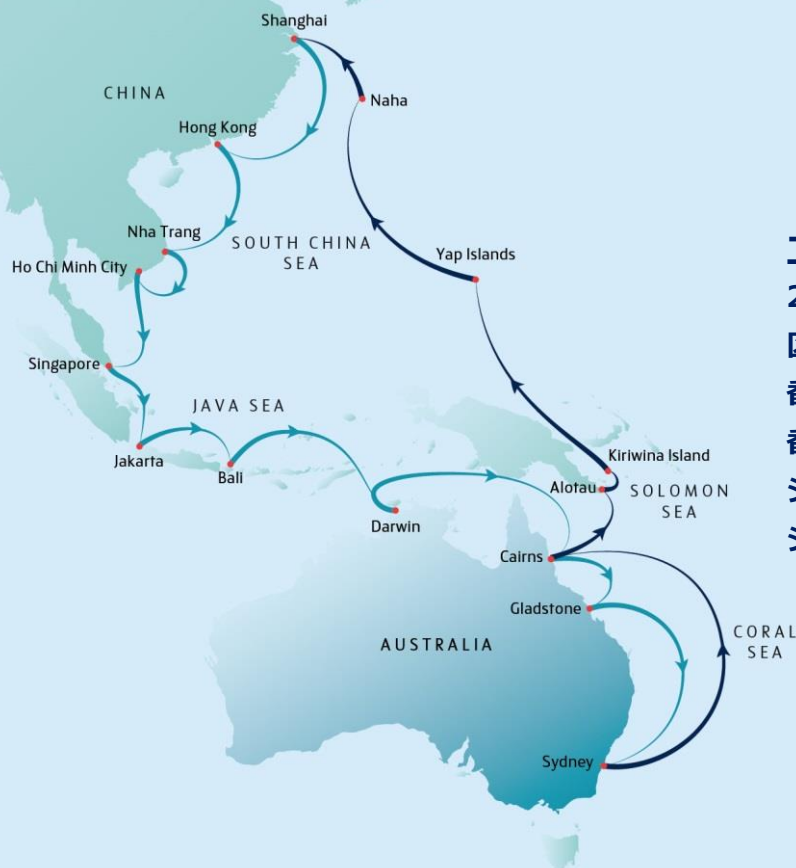 Shanghai
CHINA
Naha
Hong Kong
Nha Trang
SOUTH CHINA
SEA
Ho Chi Minh City
Yap Islands
Singapore
JAVA SEA
Jakarta
Bali
Kiriwina Island
Alotau
SOLOMON
SEA
Darwin
Cairns
Gladstone
CORAL
SEA
AUSTRALIA
Sydney
2